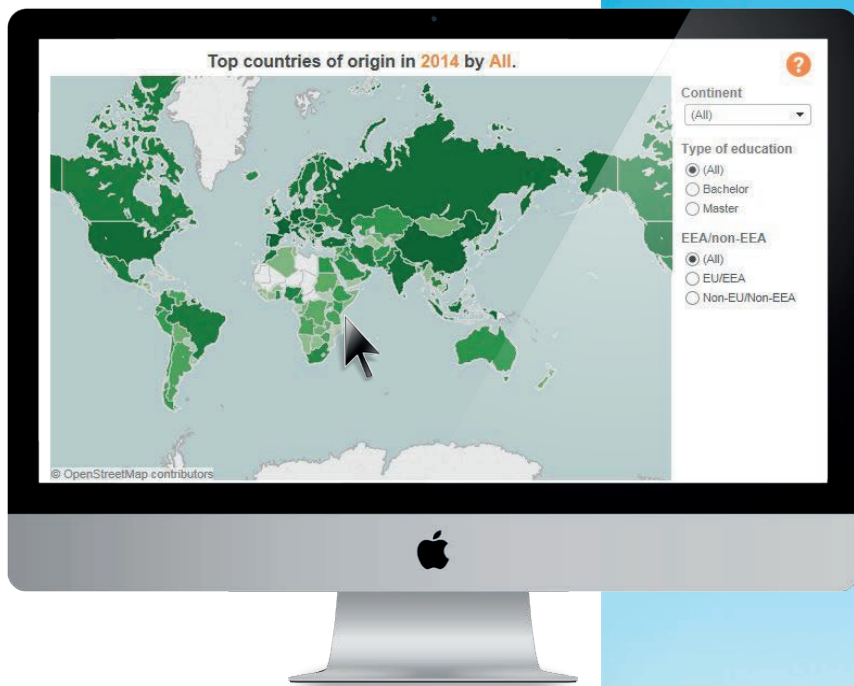 Top countries of origin in 2014 by All.
?
Continent
(All)
Type of education
(All)
Bachelor
Master
EEA/non-EEA
(All)
EU/EEA
Non-EU/Non-EEA
© OpenStreetMap contributors